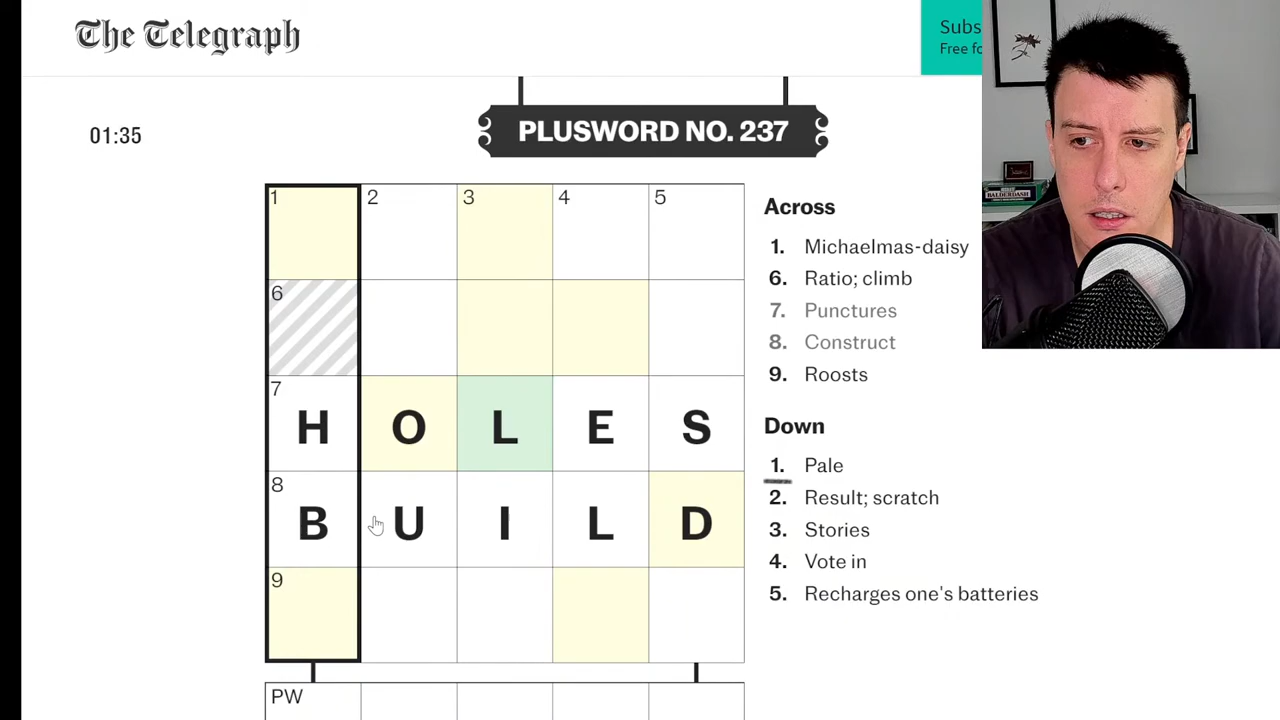 The Telegraph
Subs
Free fo
01:35
PLUSWORD NO. 237
1 2 3 4 5
6
7 H O L E S
8 B U I L D
9
PW
Across
1. Michaelmas-daisy
6. Ratio; climb
7. Punctures
8. Construct
9. Roosts
Down
1. Pale
2. Result; scratch
3. Stories
4. Vote in
5. Recharges one's batteries
BALDERDASH